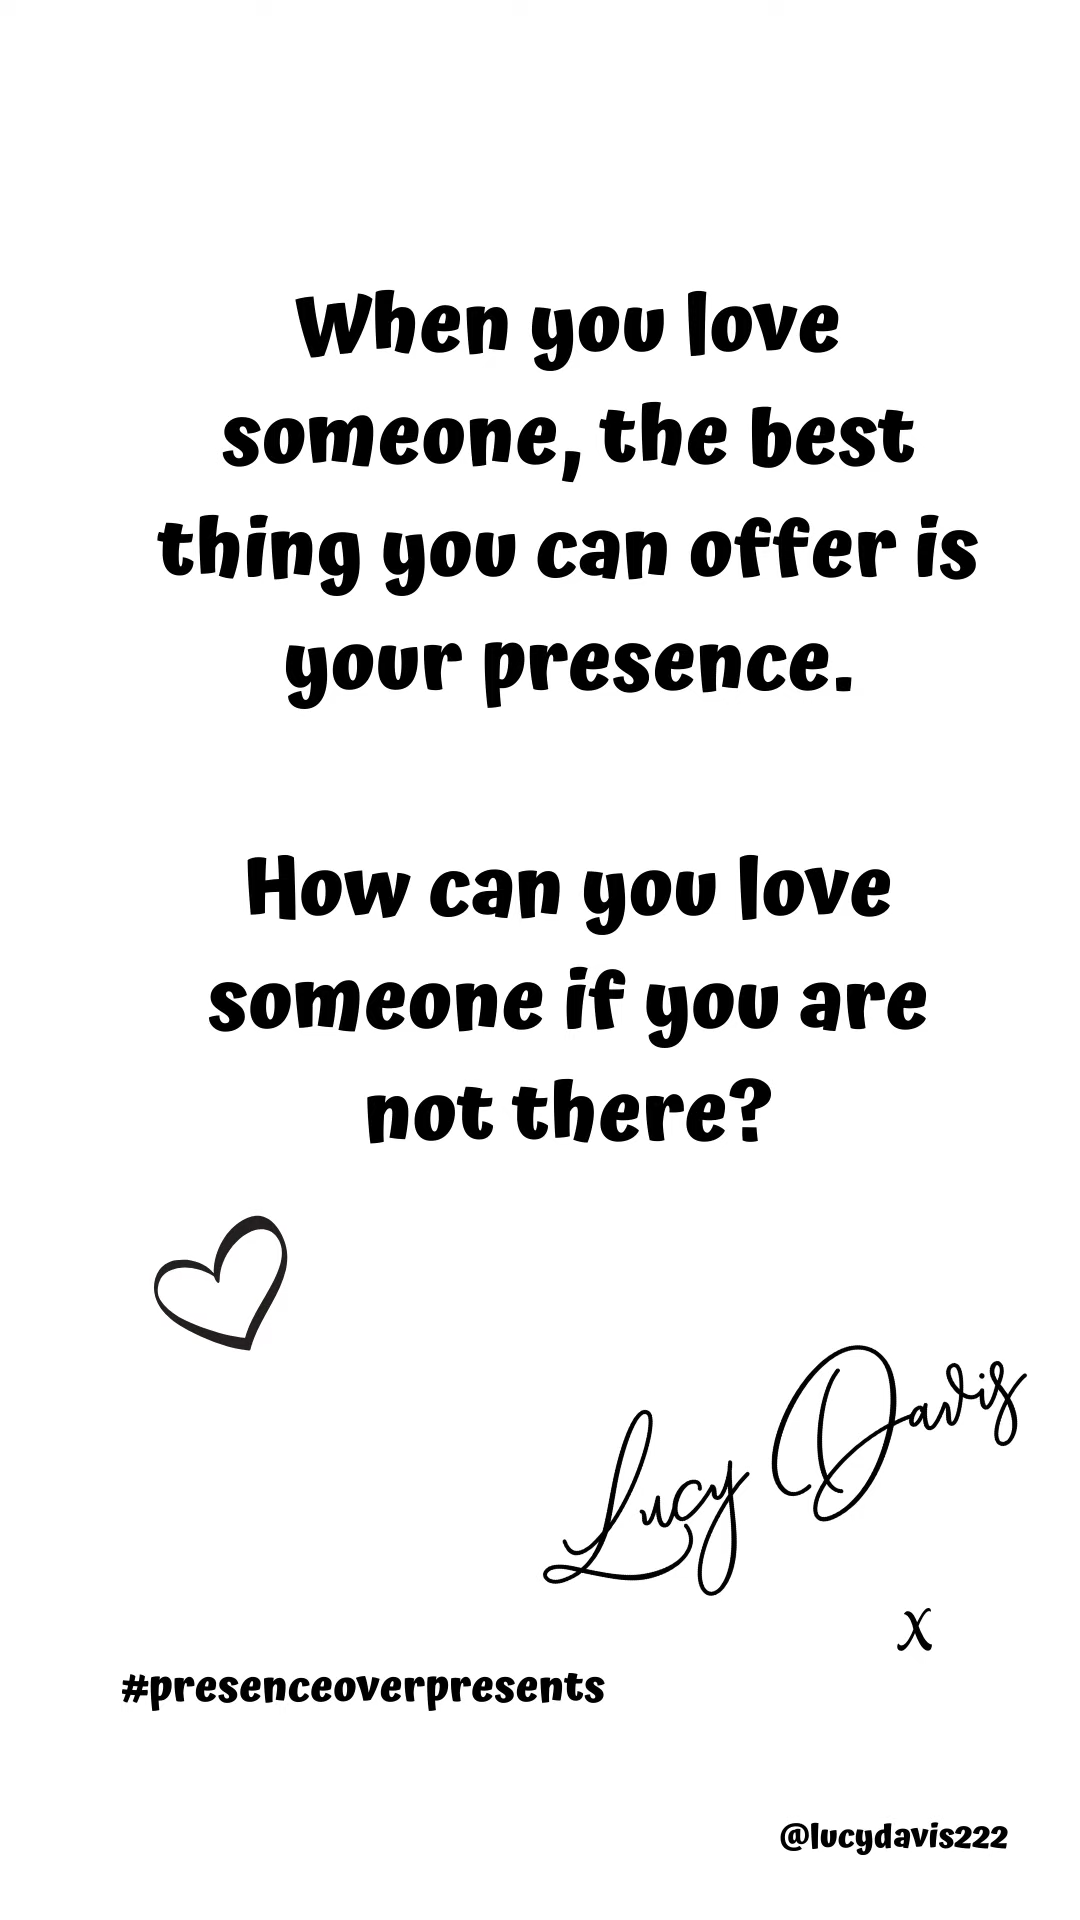 When you love
someone, the best
thing you can offer is
your presence.
How can you love
someone if you are
not there?
Lucy Davis
x
#presenceoverpresents
@lucydavis222